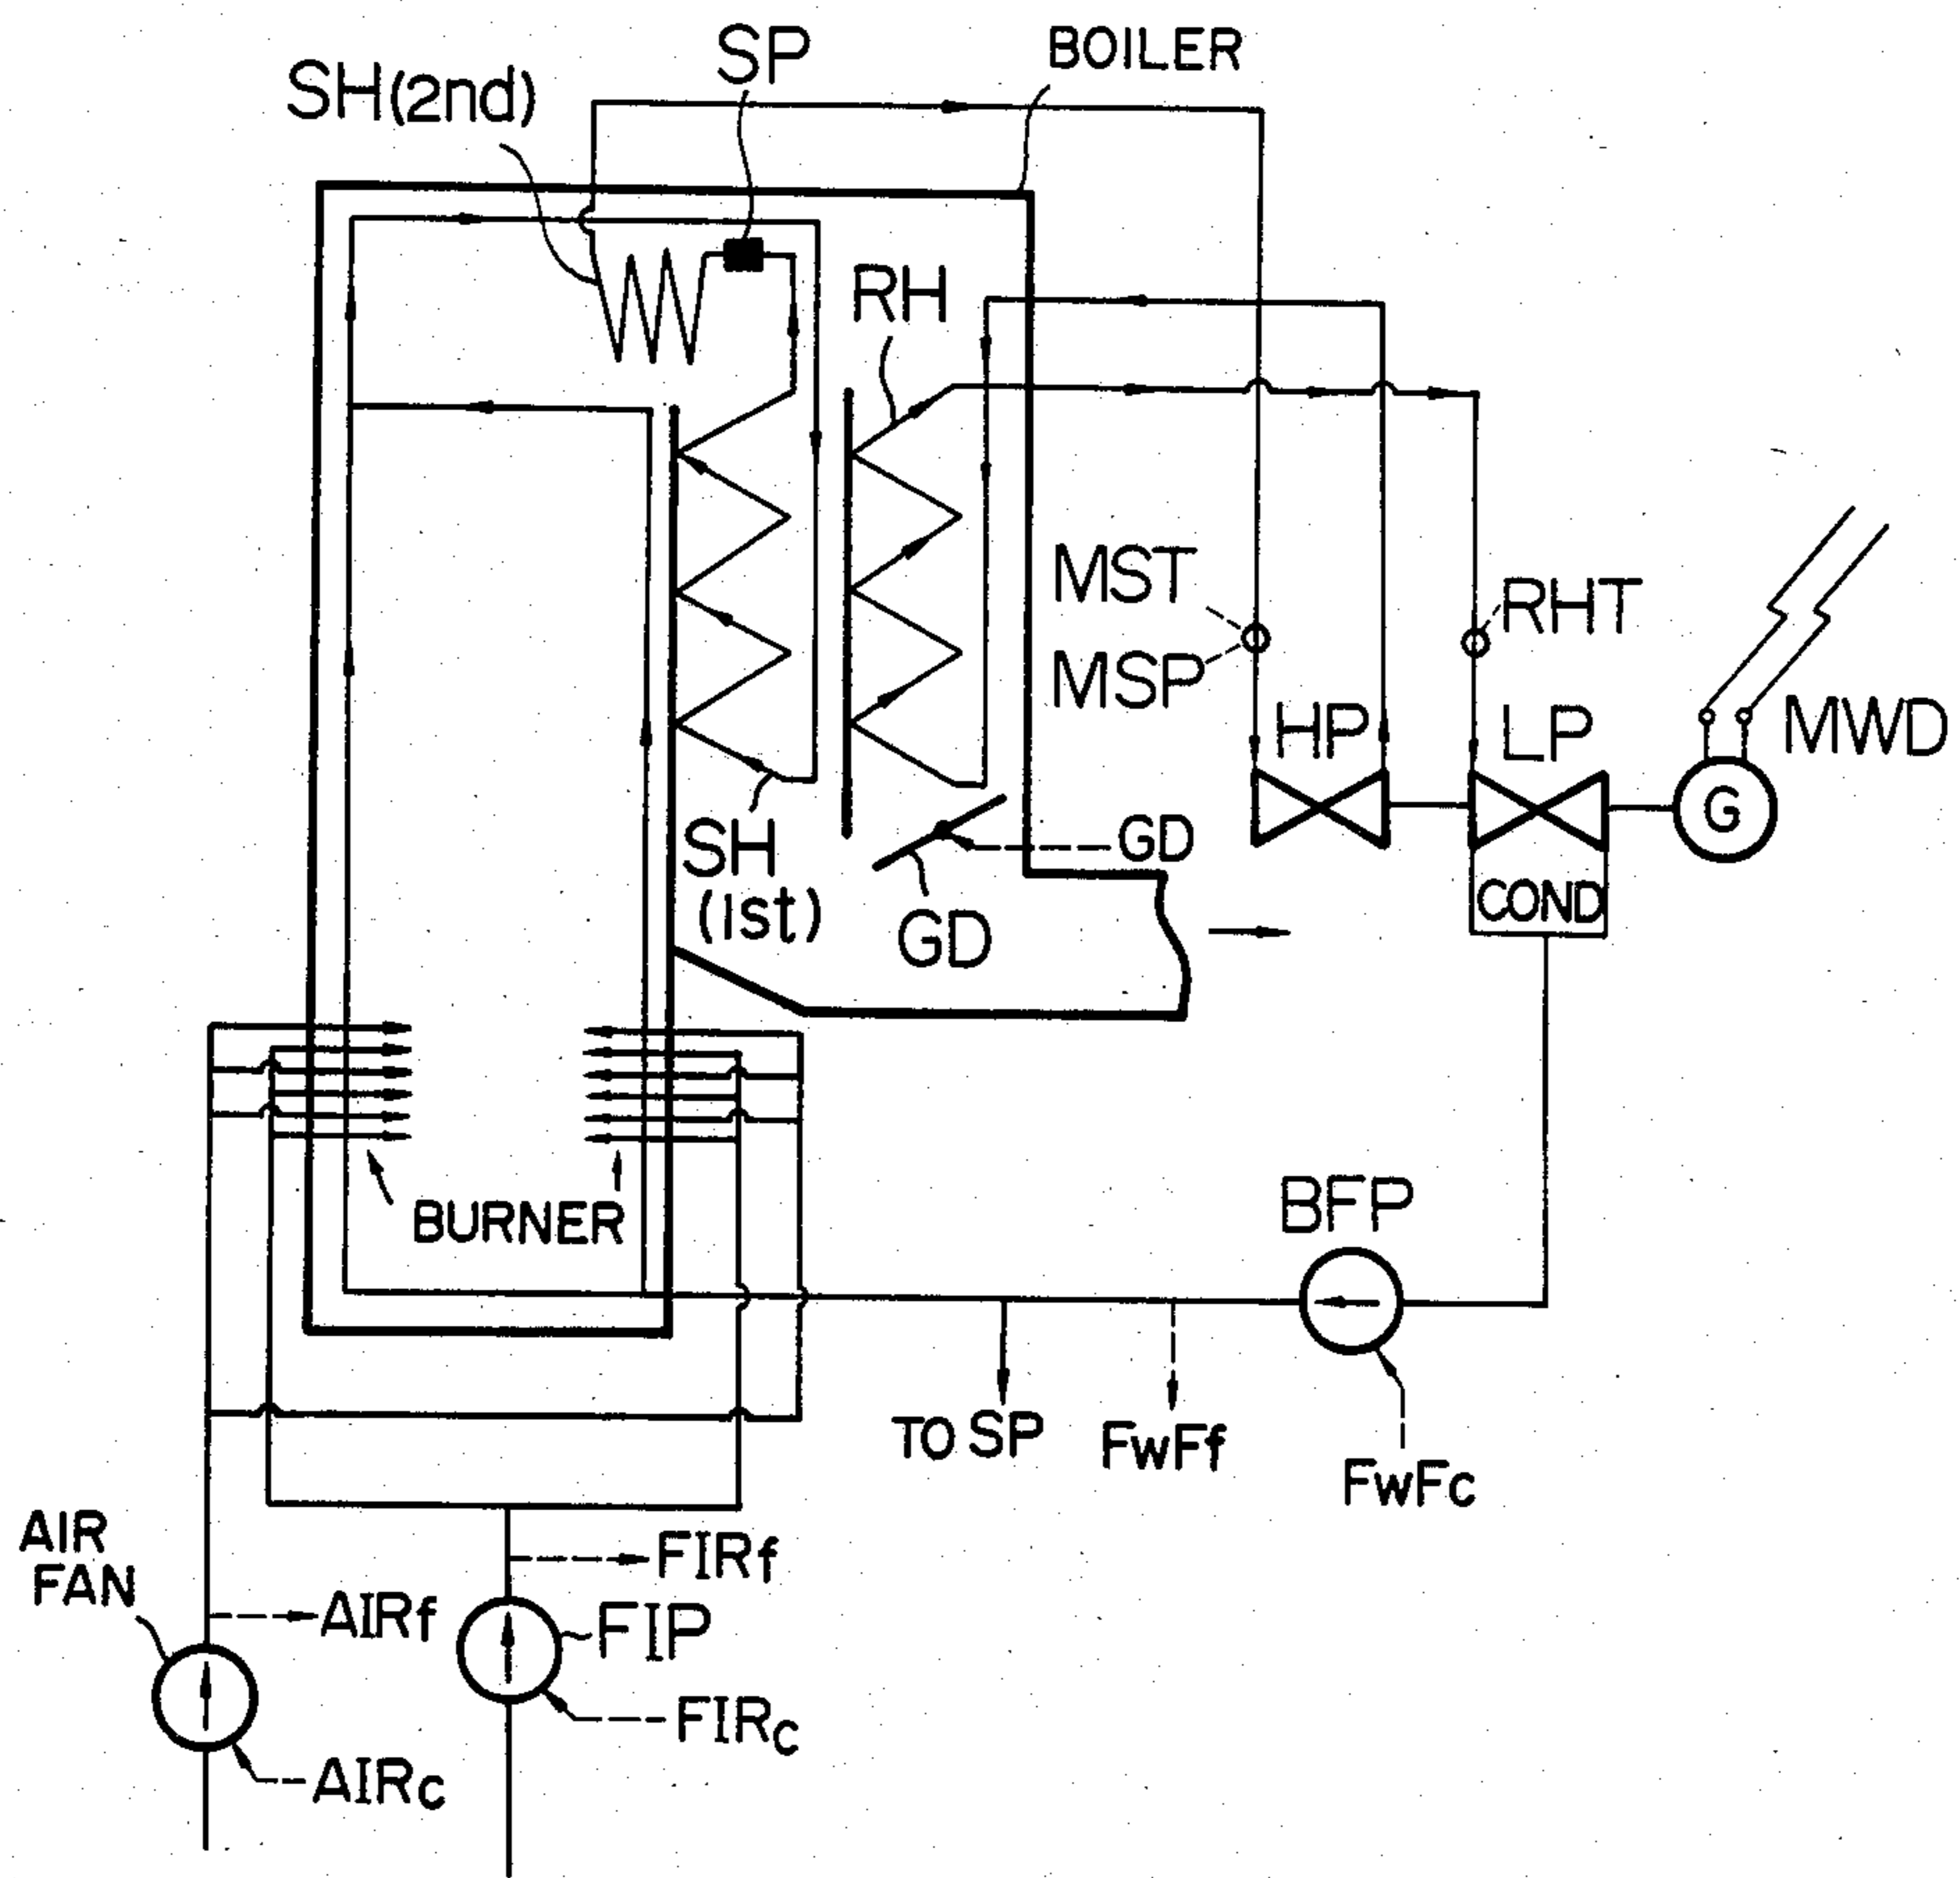 SP
BOILER
SH(2nd)
RH
MST
MSP
RHT
HP
LP
MWD
G
SH
(1st)
GD
GD
COND
BURNER
BFP
TO SP
FwFf
FwFc
AIR
FAN
FIRf
AIRf
FIP
FIRc
AIRc